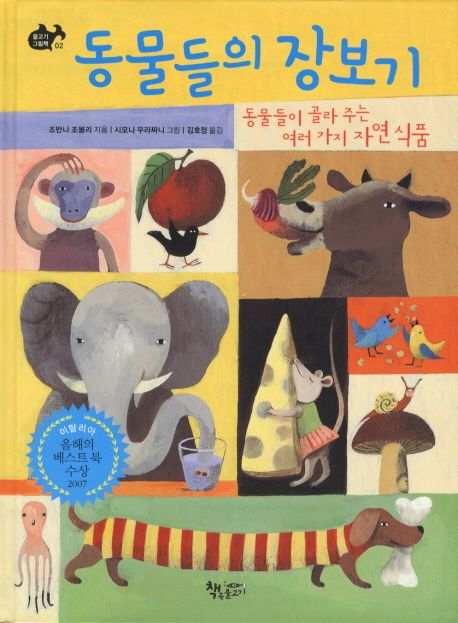 물고기
그림책
02
동물들의 장보기
조반나 조볼리 지음 | 시모나 무라짜니 그림 | 김호정 옮김
동물들이 골라 주는
여러 가지 자연 식품
이탈리아
올해의
베스트 북
수상
2007
책속물고기